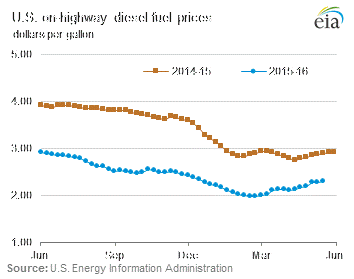 U.S. on-highway diesel fuel prices
dollars per gallon
eia
5.00
2014-15 2015-16
4.00
3.00
2.00
1.00
Jun Sep Dec Mar Jun
Source: U.S. Energy Information Administration